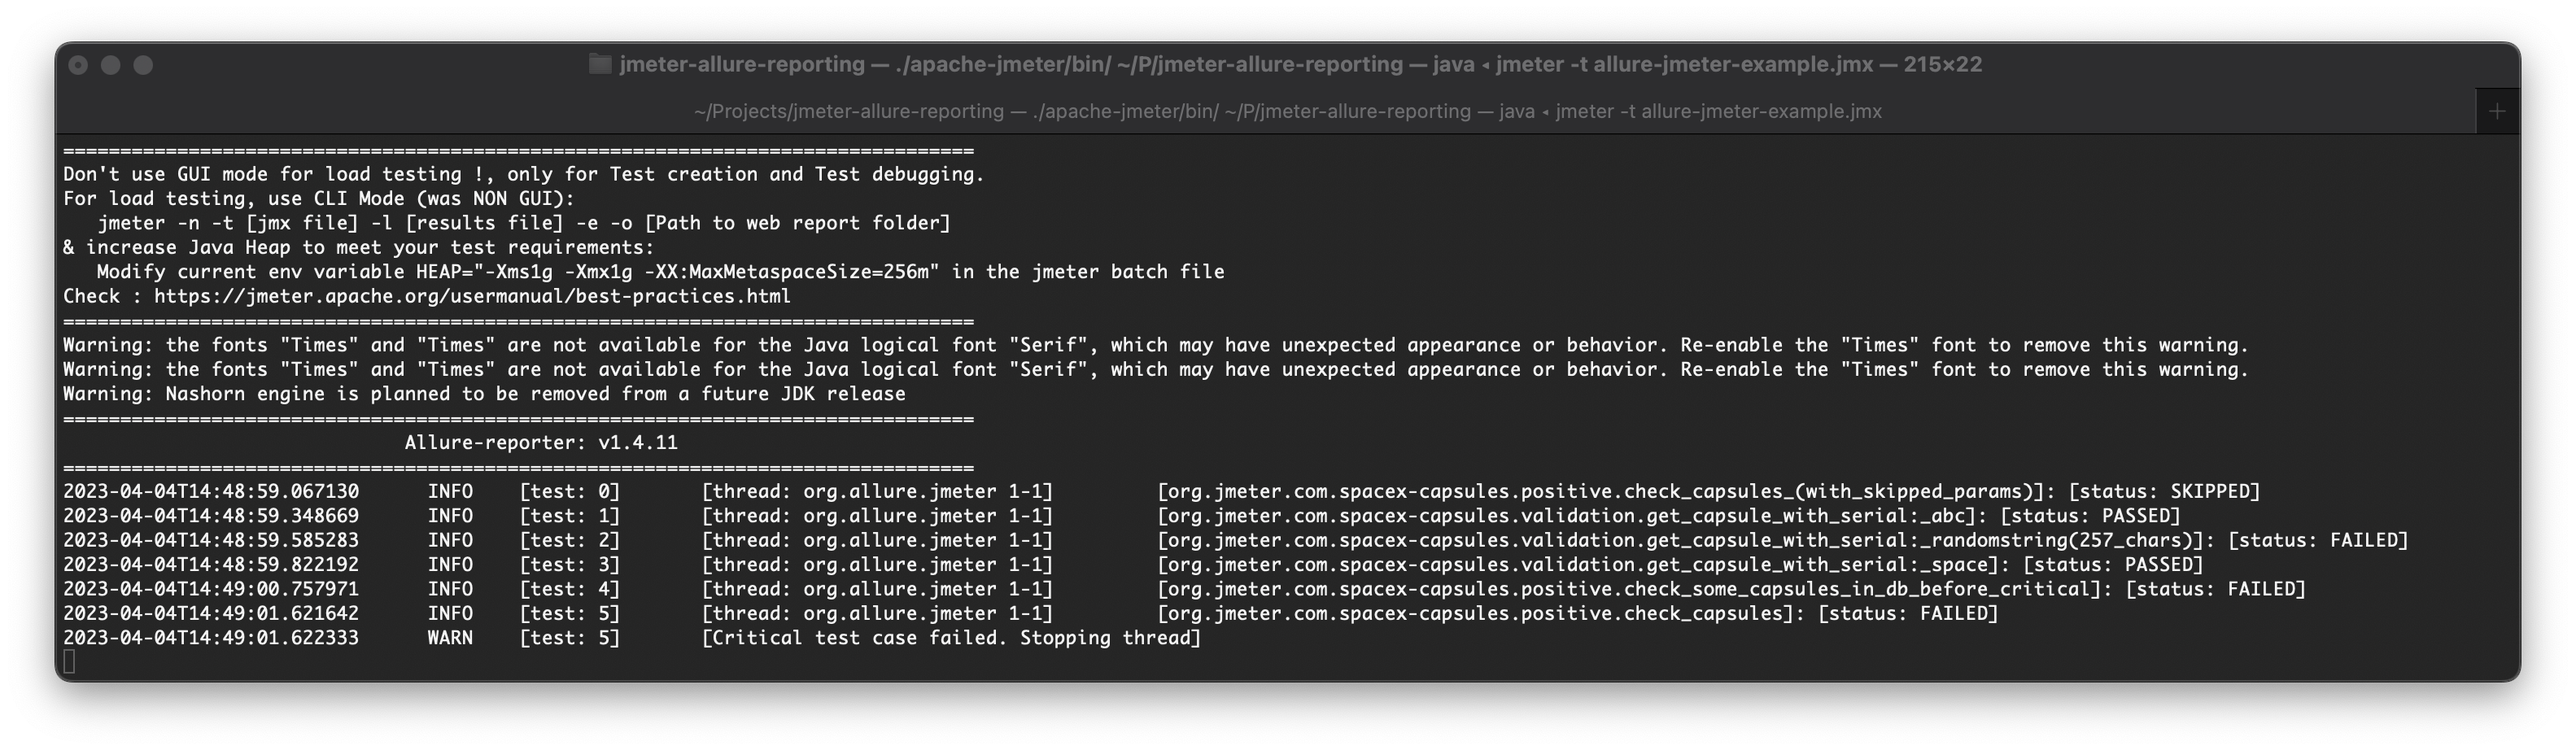 jmeter-allure-reporting — ./apache-jmeter/bin/ ~/P/jmeter-allure-reporting — java ◂ jmeter -t allure-jmeter-example.jmx — 215×22
~/Projects/jmeter-allure-reporting — ./apache-jmeter/bin/ ~/P/jmeter-allure-reporting — java ◂ jmeter -t allure-jmeter-example.jmx +
================================================================================
Don't use GUI mode for load testing !, only for Test creation and Test debugging.
For load testing, use CLI Mode (was NON GUI):
   jmeter -n -t [jmx file] -l [results file] -e -o [Path to web report folder]
& increase Java Heap to meet your test requirements:
   Modify current env variable HEAP="-Xms1g -Xmx1g -XX:MaxMetaspaceSize=256m" in the jmeter batch file
Check : https://jmeter.apache.org/usermanual/best-practices.html
================================================================================
Warning: the fonts "Times" and "Times" are not available for the Java logical font "Serif", which may have unexpected appearance or behavior. Re-enable the "Times" font to remove this warning.
Warning: the fonts "Times" and "Times" are not available for the Java logical font "Serif", which may have unexpected appearance or behavior. Re-enable the "Times" font to remove this warning.
Warning: Nashorn engine is planned to be removed from a future JDK release
================================================================================
                              Allure-reporter: v1.4.11
================================================================================
2023-04-04T14:48:59.067130      INFO    [test: 0]       [thread: org.allure.jmeter 1-1]         [org.jmeter.com.spacex-capsules.positive.check_capsules_(with_skipped_params)]: [status: SKIPPED]
2023-04-04T14:48:59.348669      INFO    [test: 1]       [thread: org.allure.jmeter 1-1]         [org.jmeter.com.spacex-capsules.validation.get_capsule_with_serial:_abc]: [status: PASSED]
2023-04-04T14:48:59.585283      INFO    [test: 2]       [thread: org.allure.jmeter 1-1]         [org.jmeter.com.spacex-capsules.validation.get_capsule_with_serial:_randomstring(257_chars)]: [status: FAILED]
2023-04-04T14:48:59.822192      INFO    [test: 3]       [thread: org.allure.jmeter 1-1]         [org.jmeter.com.spacex-capsules.validation.get_capsule_with_serial:_space]: [status: PASSED]
2023-04-04T14:49:00.757971      INFO    [test: 4]       [thread: org.allure.jmeter 1-1]         [org.jmeter.com.spacex-capsules.positive.check_some_capsules_in_db_before_critical]: [status: FAILED]
2023-04-04T14:49:01.621642      INFO    [test: 5]       [thread: org.allure.jmeter 1-1]         [org.jmeter.com.spacex-capsules.positive.check_capsules]: [status: FAILED]
2023-04-04T14:49:01.622333      WARN    [test: 5]       [Critical test case failed. Stopping thread]